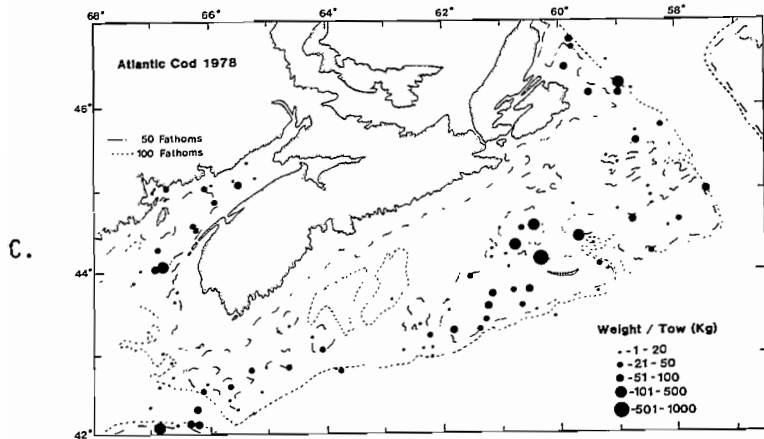 68° 66° 64° 62° 60° 58°
Atlantic Cod 1978
46°
50 Fathoms
100 Fathoms
C.
44°
Weight / Tow (Kg)
-1-20
-21-50
-51-100
-101-500
-501-1000
42°